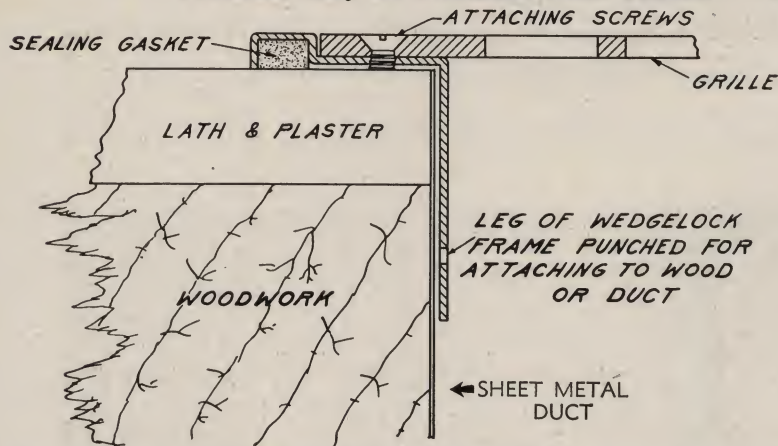 ATTACHING SCREWS
SEALING GASKET
GRILLE
LATH & PLASTER
LEG OF WEDGELOCK
FRAME PUNCHED FOR
ATTACHING TO WOOD
OR DUCT
WOODWORK
SHEET METAL
DUCT